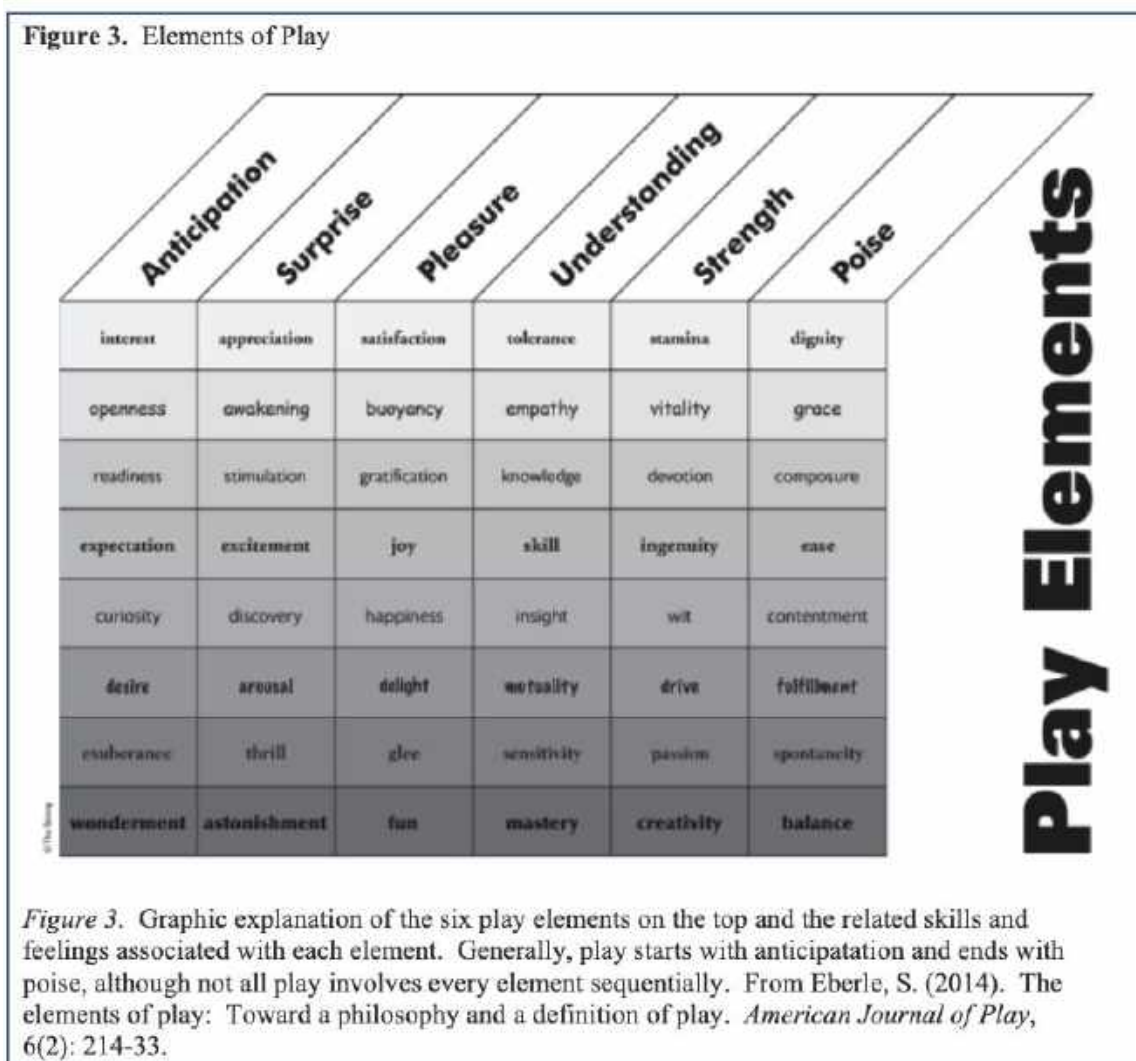 Figure 3. Elements of Play
Anticipation Surprise Pleasure Understanding Strength Poise
interest appreciation satisfaction tolerance stamina dignity
openness awakening buoyancy empathy vitality grace
readiness stimulation gratification knowledge devotion composure
expectation excitement joy skill ingenuity ease
curiosity discovery happiness insight wit contentment
desire arousal delight mutuality drive fulfillment
exuberance thrill glee sensitivity passion spontaneity
wonderment astonishment fun mastery creativity balance
Play Elements
©The Strong
Figure 3. Graphic explanation of the six play elements on the top and the related skills and
feelings associated with each element. Generally, play starts with anticipatation and ends with
poise, although not all play involves every element sequentially. From Eberle, S. (2014). The
elements of play: Toward a philosophy and a definition of play. American Journal of Play,
6(2): 214-33.